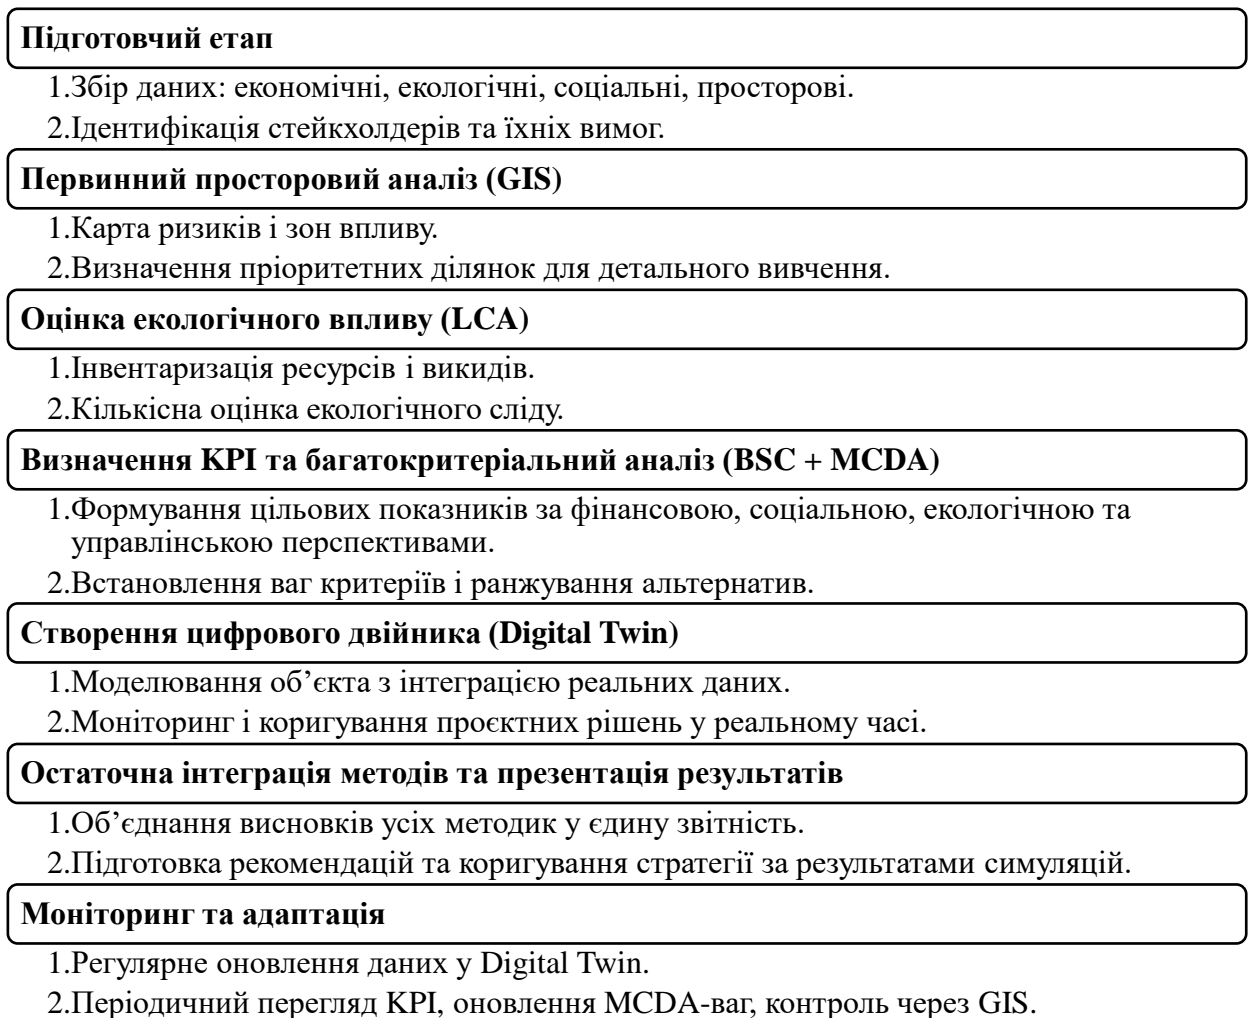 Підготовчий етап
1.Збір даних: економічні, екологічні, соціальні, просторові.
2.Ідентифікація стейкхолдерів та їхніх вимог.
Первинний просторовий аналіз (GIS)
1.Карта ризиків і зон впливу.
2.Визначення пріоритетних ділянок для детального вивчення.
Оцінка екологічного впливу (LCA)
1.Інвентаризація ресурсів і викидів.
2.Кількісна оцінка екологічного сліду.
Визначення KPI та багатокритеріальний аналіз (BSC + MCDA)
1.Формування цільових показників за фінансовою, соціальною, екологічною та
управлінською перспективами.
2.Встановлення ваг критеріїв і ранжування альтернатив.
Створення цифрового двійника (Digital Twin)
1.Моделювання об’єкта з інтеграцією реальних даних.
2.Моніторинг і коригування проєктних рішень у реальному часі.
Остаточна інтеграція методів та презентація результатів
1.Об’єднання висновків усіх методик у єдину звітність.
2.Підготовка рекомендацій та коригування стратегії за результатами симуляцій.
Моніторинг та адаптація
1.Регулярне оновлення даних у Digital Twin.
2.Періодичний перегляд KPI, оновлення MCDA-ваг, контроль через GIS.